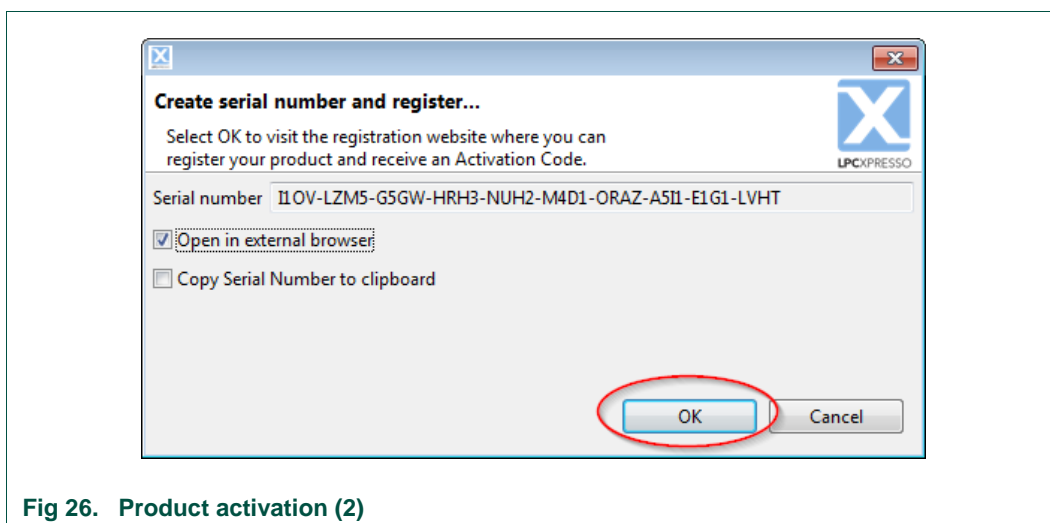 Create serial number and register...
Select OK to visit the registration website where you can
register your product and receive an Activation Code.
LPCXPRESSO
Serial number I1OV-LZM5-G5GW-HRH3-NUH2-M4D1-ORAZ-A5I1-E1G1-LVHT
Open in external browser
Copy Serial Number to clipboard
OK Cancel
Fig 26. Product activation (2)